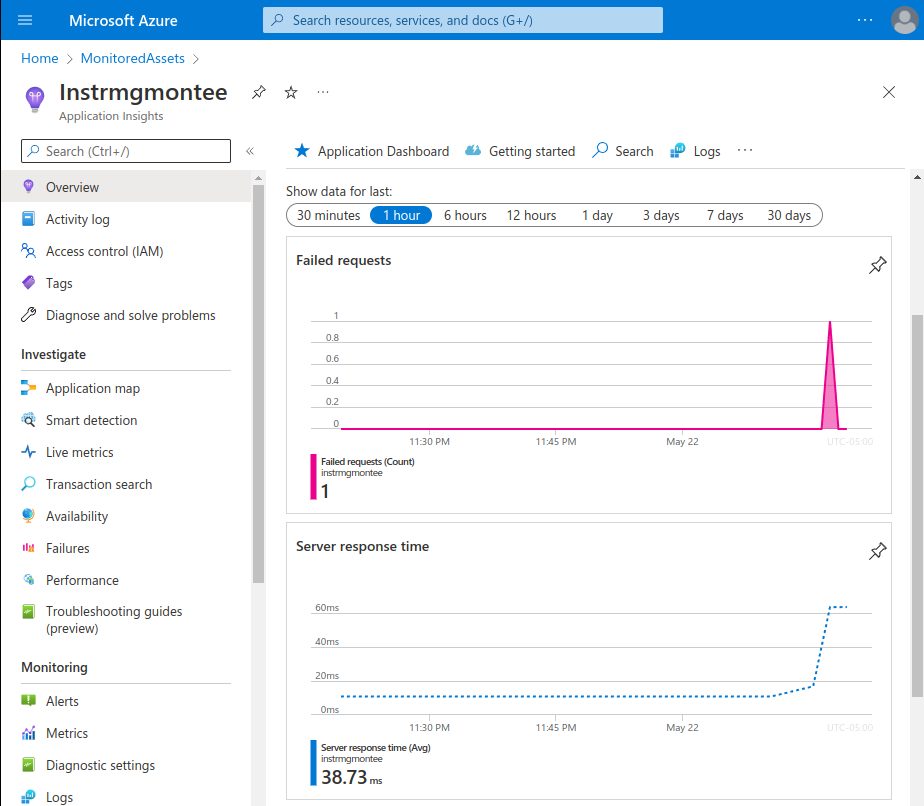 Microsoft Azure
Search resources, services, and docs (G+/)
Home > MonitoredAssets >
Instrmgmontee
Application Insights
Search (Ctrl+/)
Overview
Activity log
Access control (IAM)
Tags
Diagnose and solve problems
Investigate
Application map
Smart detection
Live metrics
Transaction search
Availability
Failures
Performance
Troubleshooting guides
(preview)
Monitoring
Alerts
Metrics
Diagnostic settings
Logs
Application Dashboard Getting started Search Logs
Show data for last:
30 minutes 1 hour 6 hours 12 hours 1 day 3 days 7 days 30 days
Failed requests
1
0.8
0.6
0.4
0.2
0
11:30 PM 11:45 PM May 22 UTC-05:00
Failed requests (Count)
instrmgmontee
1
Server response time
60ms
40ms
20ms
0ms
11:30 PM 11:45 PM May 22 UTC-05:00
Server response time (Avg)
instrmgmontee
38.73 ms